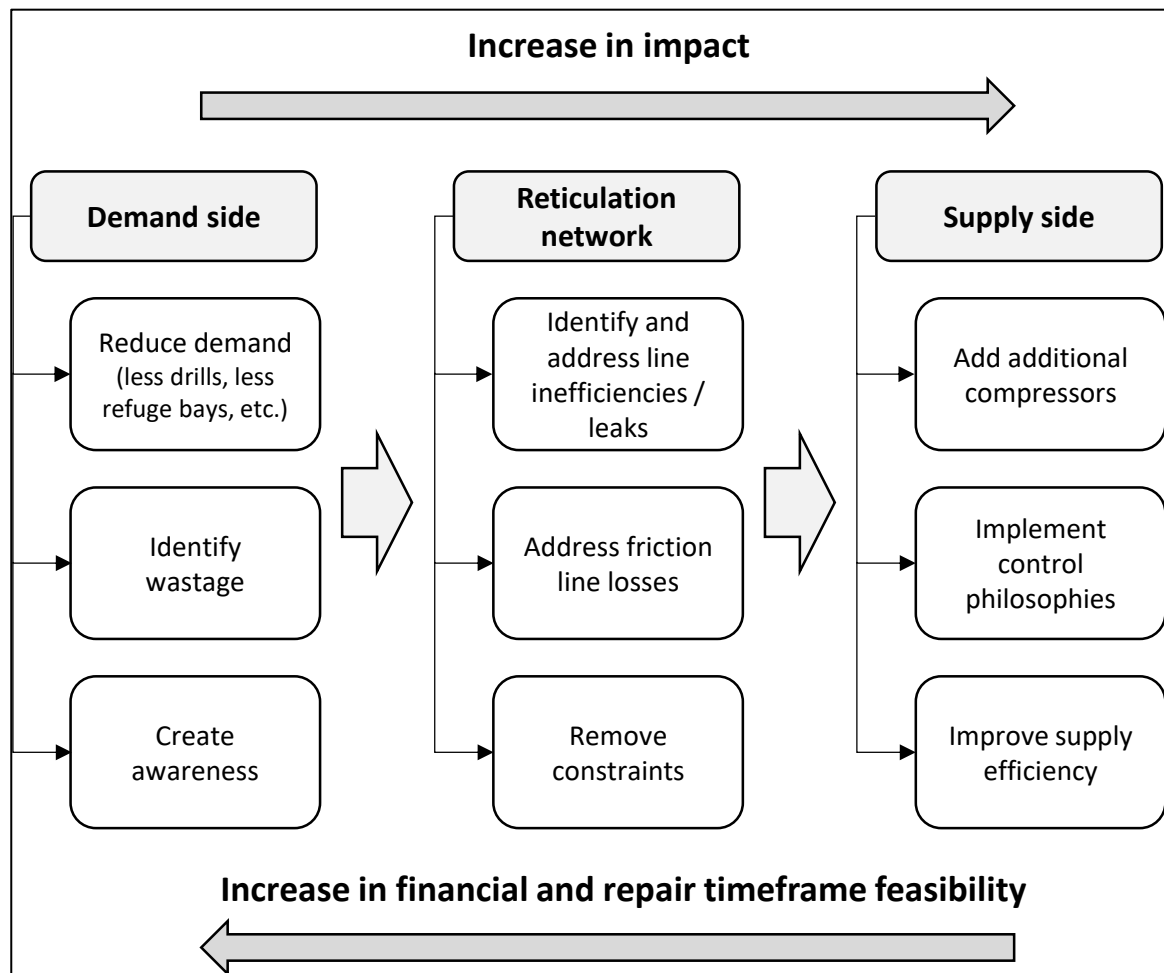 Increase in impact
Demand side
Reduce demand
(less drills, less
refuge bays, etc.)
Identify
wastage
Create
awareness
Reticulation
network
Identify and
address line
inefficiencies /
leaks
Address friction
line losses
Remove
constraints
Supply side
Add additional
compressors
Implement
control
philosophies
Improve supply
efficiency
Increase in financial and repair timeframe feasibility